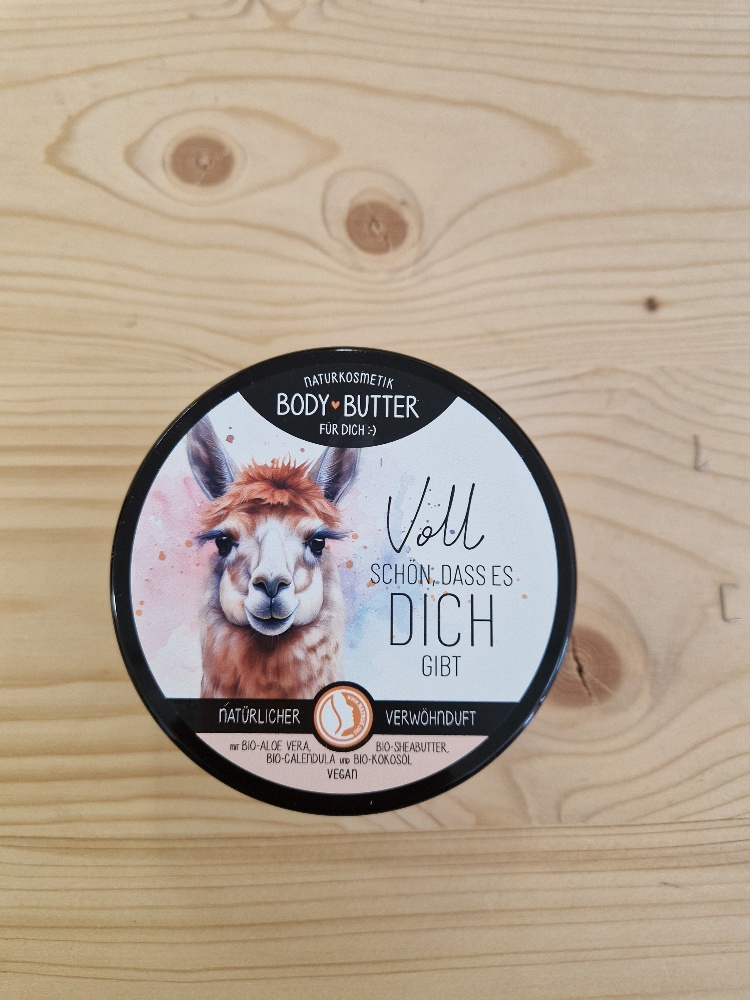 NATURKOSMETIK
BODY♥BUTTER
FÜR DICH :-)
Voll
SCHÖN, DASS ES
DICH
GIBT
NATÜRLICHER VERWÖHNDUFT
mit BIO-ALOE VERA, BIO-SHEABUTTER,
BIO-CALENDULA und BIO-KOKOSÖL
VEGAN